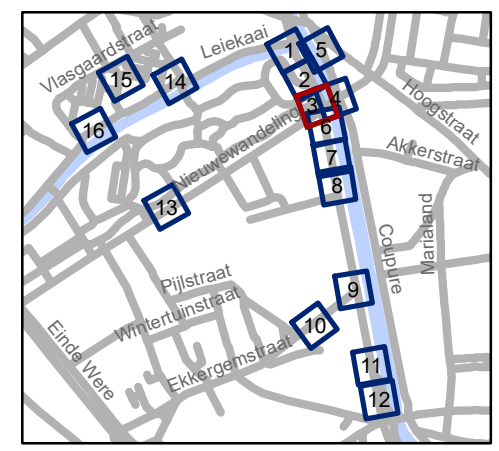 Vlasgaardstraat
Leiekaai
1
5
2
15
14
3
4
Hoogstraat
16
6
Nieuwewandeling
7
Akkerstraat
8
13
Marialand
Coupure
Pijlstraat
9
Wintertuinstraat
10
Einde Were
Ekkergemstraat
11
12